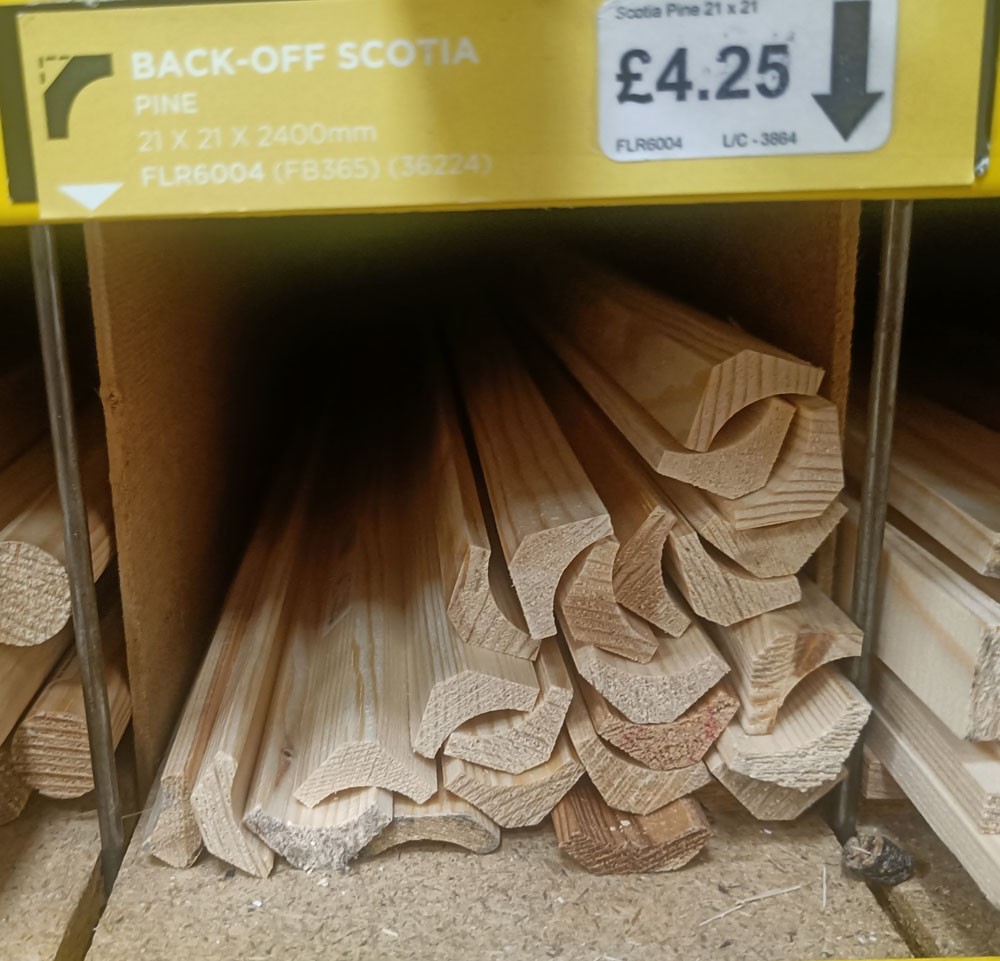 BACK-OFF SCOTIA
PINE
21 X 21 X 2400mm
FLR6004 (FB365) (36224)
Scotia Pine 21 x 21
£4.25
FLR6004 L/C - 3864